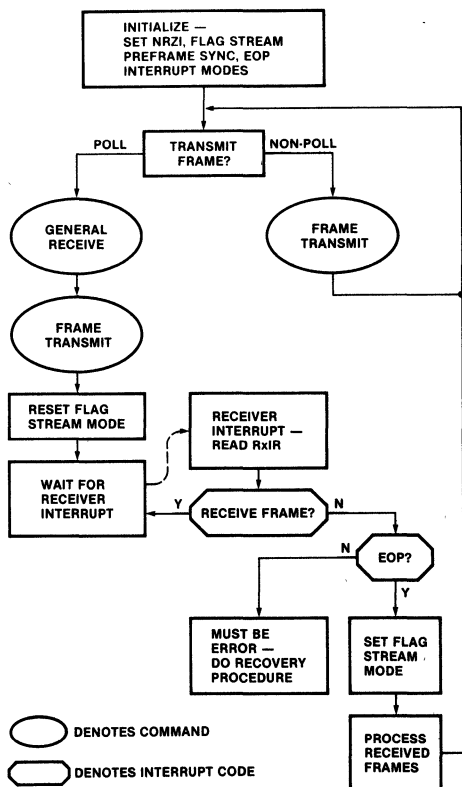 INITIALIZE —
SET NRZI, FLAG STREAM
PREFRAME SYNC, EOP
INTERRUPT MODES
POLL
TRANSMIT
FRAME?
NON-POLL
GENERAL
RECEIVE
FRAME
TRANSMIT
FRAME
TRANSMIT
RESET FLAG
STREAM MODE
RECEIVER
INTERRUPT —
READ RxIR
WAIT FOR
RECEIVER
INTERRUPT
Y
RECEIVE FRAME?
N
N
EOP?
Y
MUST BE
ERROR —
DO RECOVERY
PROCEDURE
SET FLAG
STREAM
MODE
DENOTES COMMAND
PROCESS
RECEIVED
FRAMES
DENOTES INTERRUPT CODE